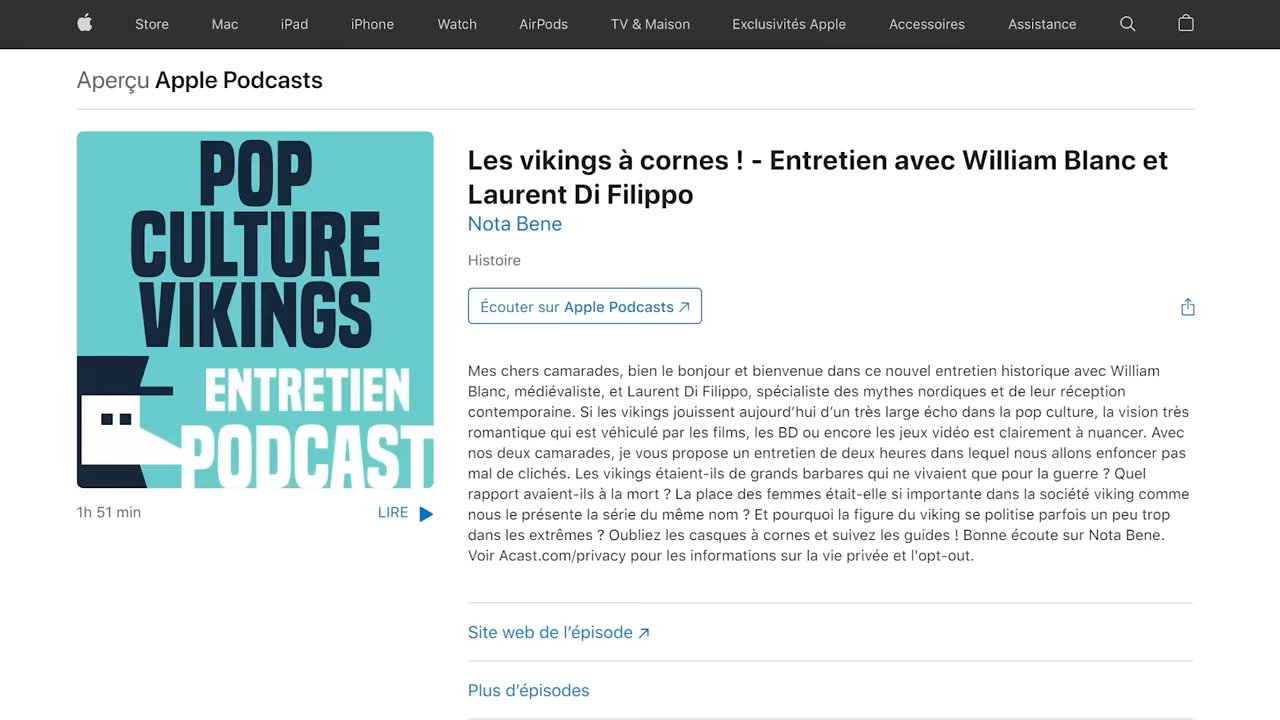 Store Mac iPad iPhone Watch AirPods TV & Maison Exclusivités Apple Accessoires Assistance
Aperçu Apple Podcasts
POP
CULTURE
VIKINGS
ENTRETIEN
PODCAST
1h 51 min LIRE
Les vikings à cornes ! - Entretien avec William Blanc et
Laurent Di Filippo
Nota Bene
Histoire
Écouter sur Apple Podcasts ↗
Mes chers camarades, bien le bonjour et bienvenue dans ce nouvel entretien historique avec William
Blanc, médiévaliste, et Laurent Di Filippo, spécialiste des mythes nordiques et de leur réception
contemporaine. Si les vikings jouissent aujourd’hui d’un très large écho dans la pop culture, la vision très
romantique qui est véhiculé par les films, les BD ou encore les jeux vidéo est clairement à nuancer. Avec
nos deux camarades, je vous propose un entretien de deux heures dans lequel nous allons enfoncer pas
mal de clichés. Les vikings étaient-ils de grands barbares qui ne vivaient que pour la guerre ? Quel
rapport avaient-ils à la mort ? La place des femmes était-elle si importante dans la société viking comme
nous le présente la série du même nom ? Et pourquoi la figure du viking se politise parfois un peu trop
dans les extrêmes ? Oubliez les casques à cornes et suivez les guides ! Bonne écoute sur Nota Bene.
Voir Acast.com/privacy pour les informations sur la vie privée et l'opt-out.
Site web de l’épisode ↗
Plus d’épisodes